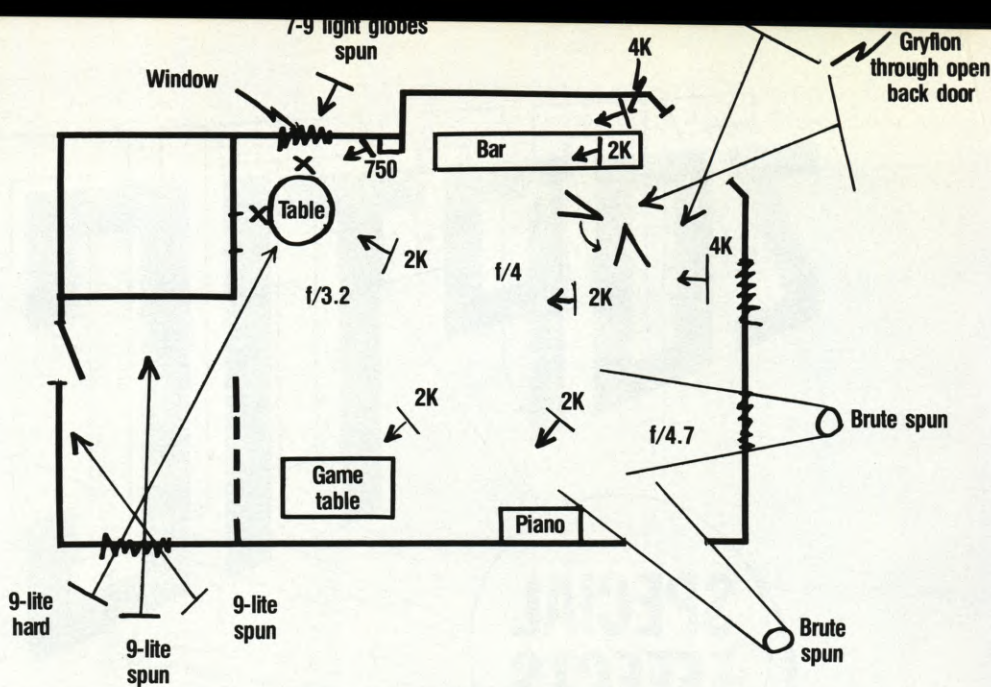 7-9 light globes
spun
Window
4K
Gryflon
through open
back door
750
Bar
2K
Table
2K
f/3.2
f/4
2K
4K
2K
2K
f/4.7
Brute spun
Game
table
Piano
9-lite
hard
9-lite
spun
9-lite
spun
Brute
spun